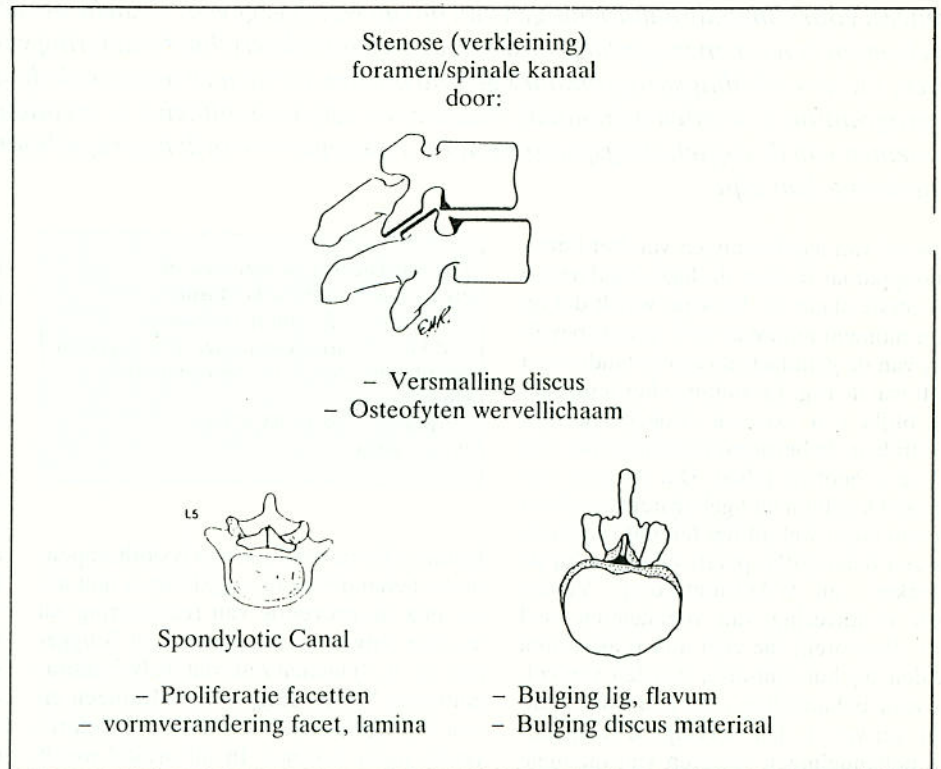 Stenose (verkleining)
foramen/spinale kanaal
door:
E.H.R.
– Versmalling discus
– Osteofyten wervellichaam
L5
Spondylotic Canal
– Proliferatie facetten
– vormverandering facet, lamina
– Bulging lig, flavum
– Bulging discus materiaal